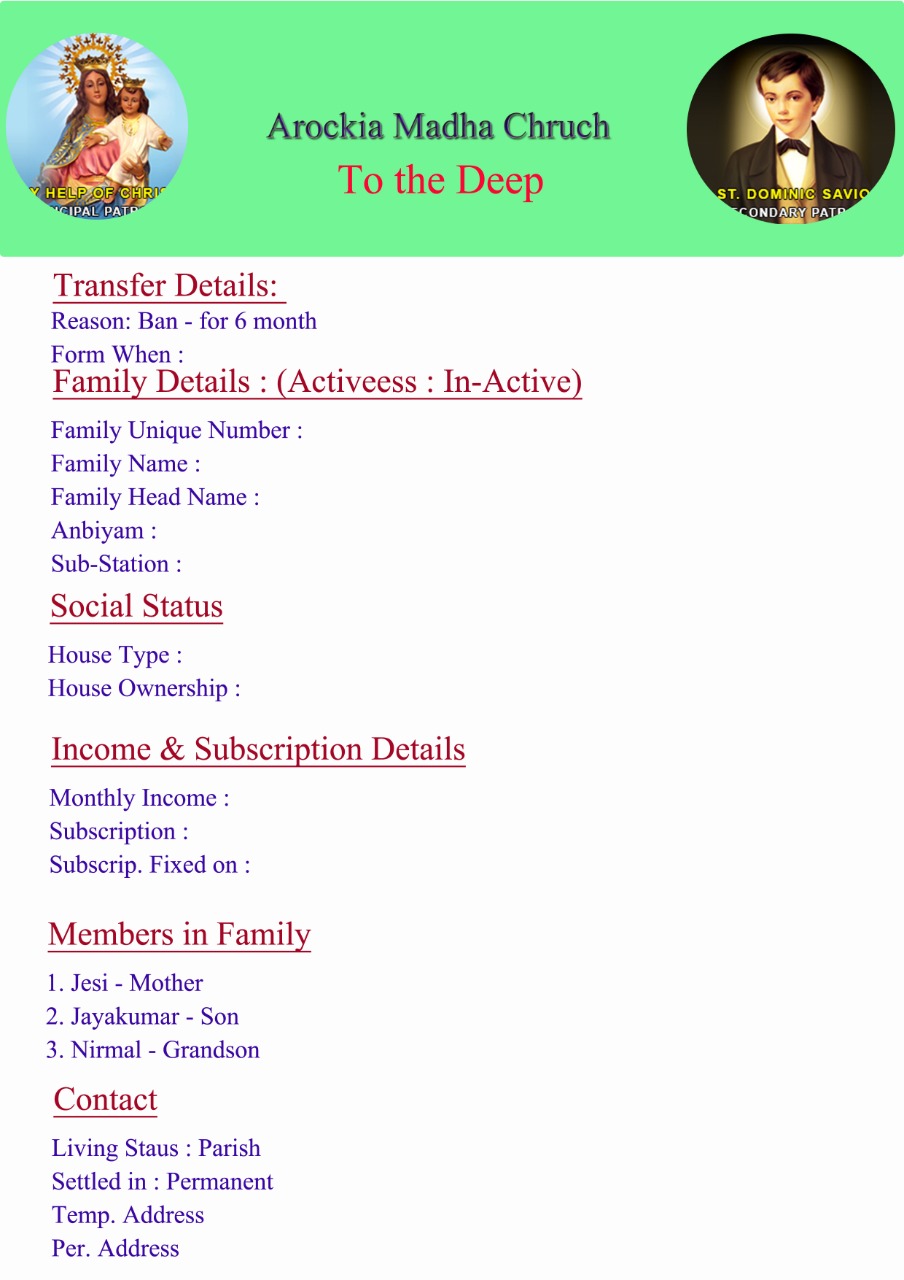 Arockia Madha Chruch
To the Deep
Y HELP OF CHRIS
CIPAL PATR
ST. DOMINIC SAVIO
CONDARY PATR
Transfer Details:
Reason: Ban - for 6 month
Form When :
Family Details : (Activeess : In-Active)
Family Unique Number :
Family Name :
Family Head Name :
Anbiyam :
Sub-Station :
Social Status
House Type :
House Ownership :
Income & Subscription Details
Monthly Income :
Subscription :
Subscrip. Fixed on :
Members in Family
1. Jesi - Mother
2. Jayakumar - Son
3. Nirmal - Grandson
Contact
Living Staus : Parish
Settled in : Permanent
Temp. Address
Per. Address